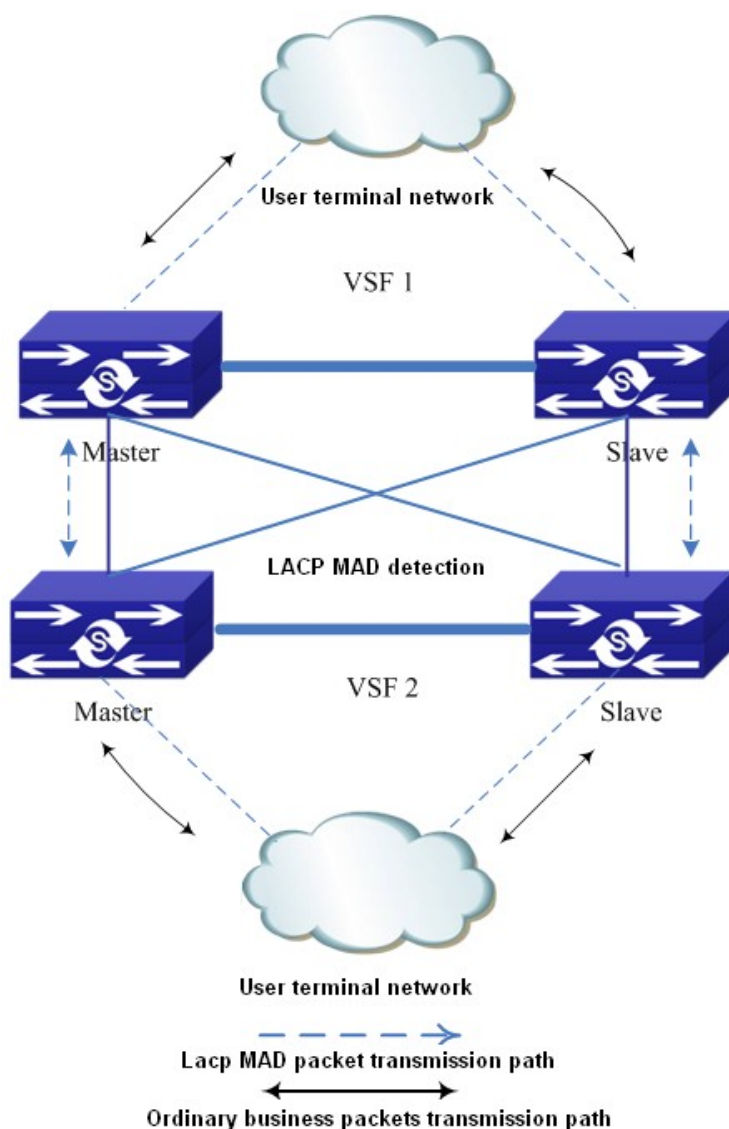 User terminal network
VSF 1
S
S
Master
Slave
LACP MAD detection
S
S
VSF 2
Master
Slave
User terminal network
Lacp MAD packet transmission path
Ordinary business packets transmission path